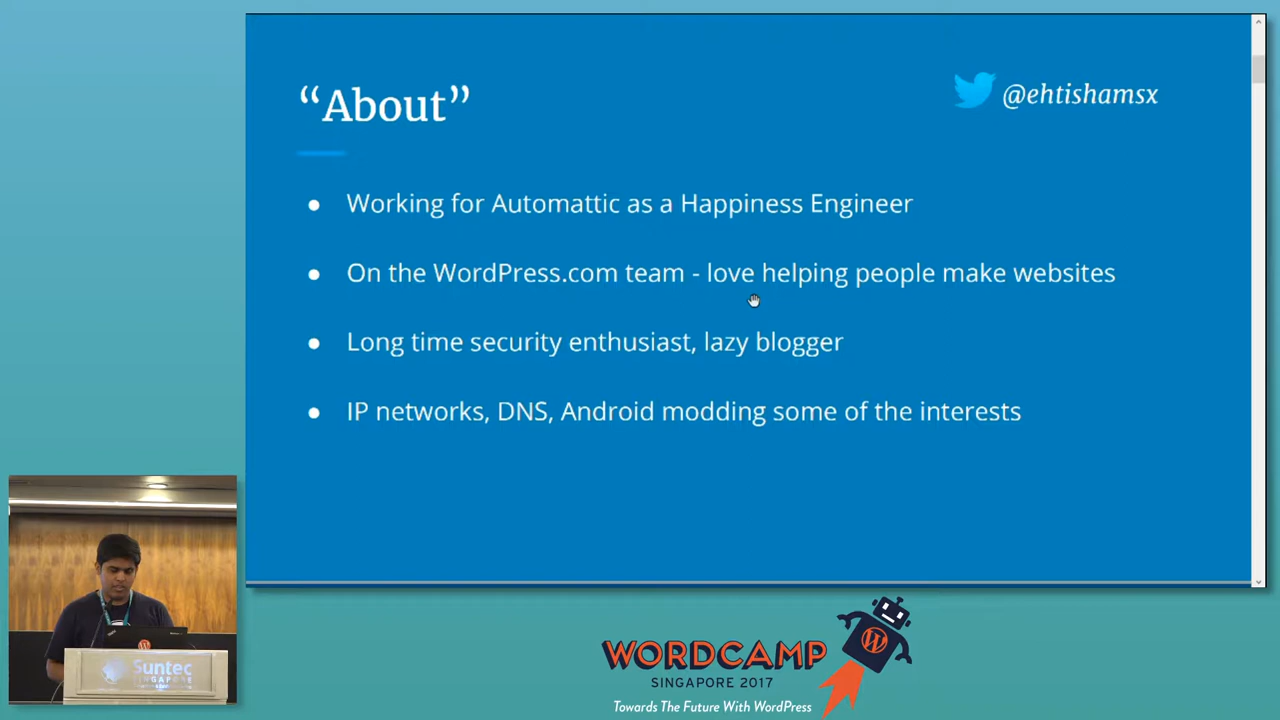 “About”
@ehtishamsx
● Working for Automattic as a Happiness Engineer
● On the WordPress.com team - love helping people make websites
● Long time security enthusiast, lazy blogger
● IP networks, DNS, Android modding some of the interests
Suntec
SINGAPORE
WORDCAMP
SINGAPORE 2017
Towards The Future With WordPress